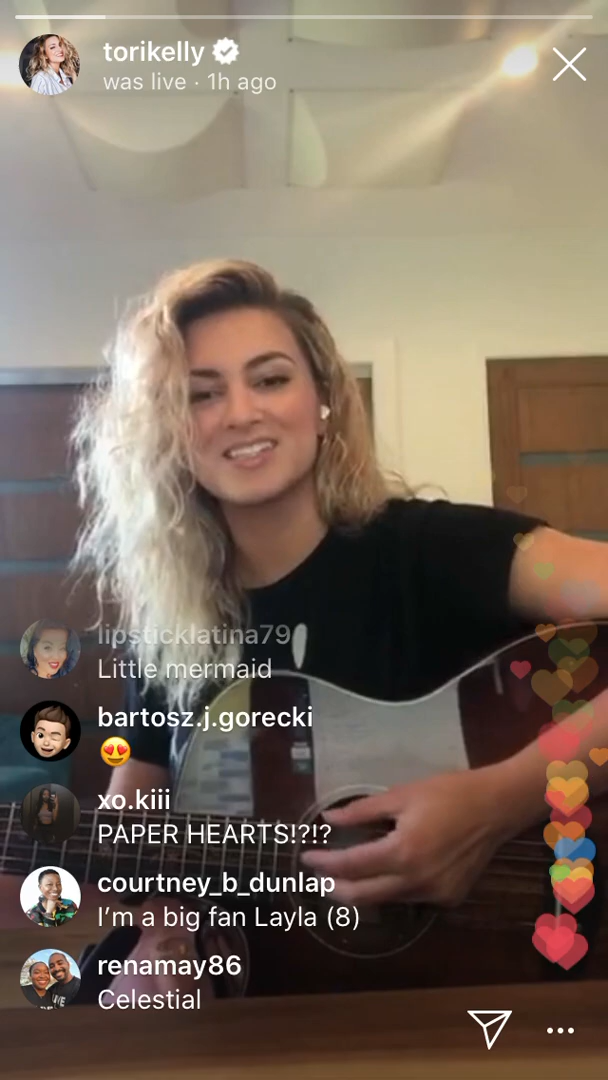 torikelly
was live · 1h ago
lipsticklatina79
Little mermaid
bartosz.j.gorecki
😍
xo.kiii
PAPER HEARTS!?!?
courtney_b_dunlap
I’m a big fan Layla (8)
renamay86
Celestial